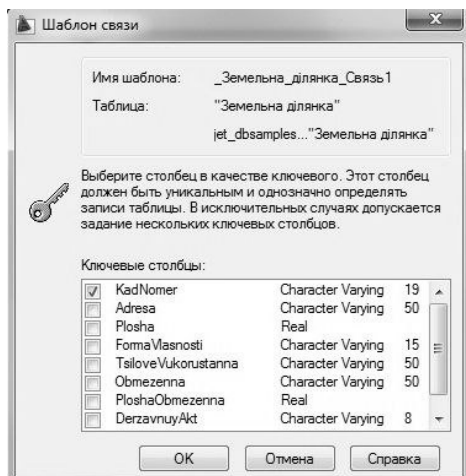 Шаблон связи
Имя шаблона: _Земельна_ділянка_Связь1
Таблица: "Земельна ділянка"
jet_dbsamples..."Земельна ділянка"
Выберите столбец в качестве ключевого. Этот столбец
должен быть уникальным и однозначно определять
записи таблицы. В исключительных случаях допускается
задание нескольких ключевых столбцов.
Ключевые столбцы:
KadNomer Character Varying 19
Adresa Character Varying 50
Plosha Real
FormaVlasnosti Character Varying 15
TsiloveVukorustanna Character Varying 50
Obmezenna Character Varying 50
PloshaObmezenna Real
DerzavnuyAkt Character Varying 8
ОК Отмена Справка